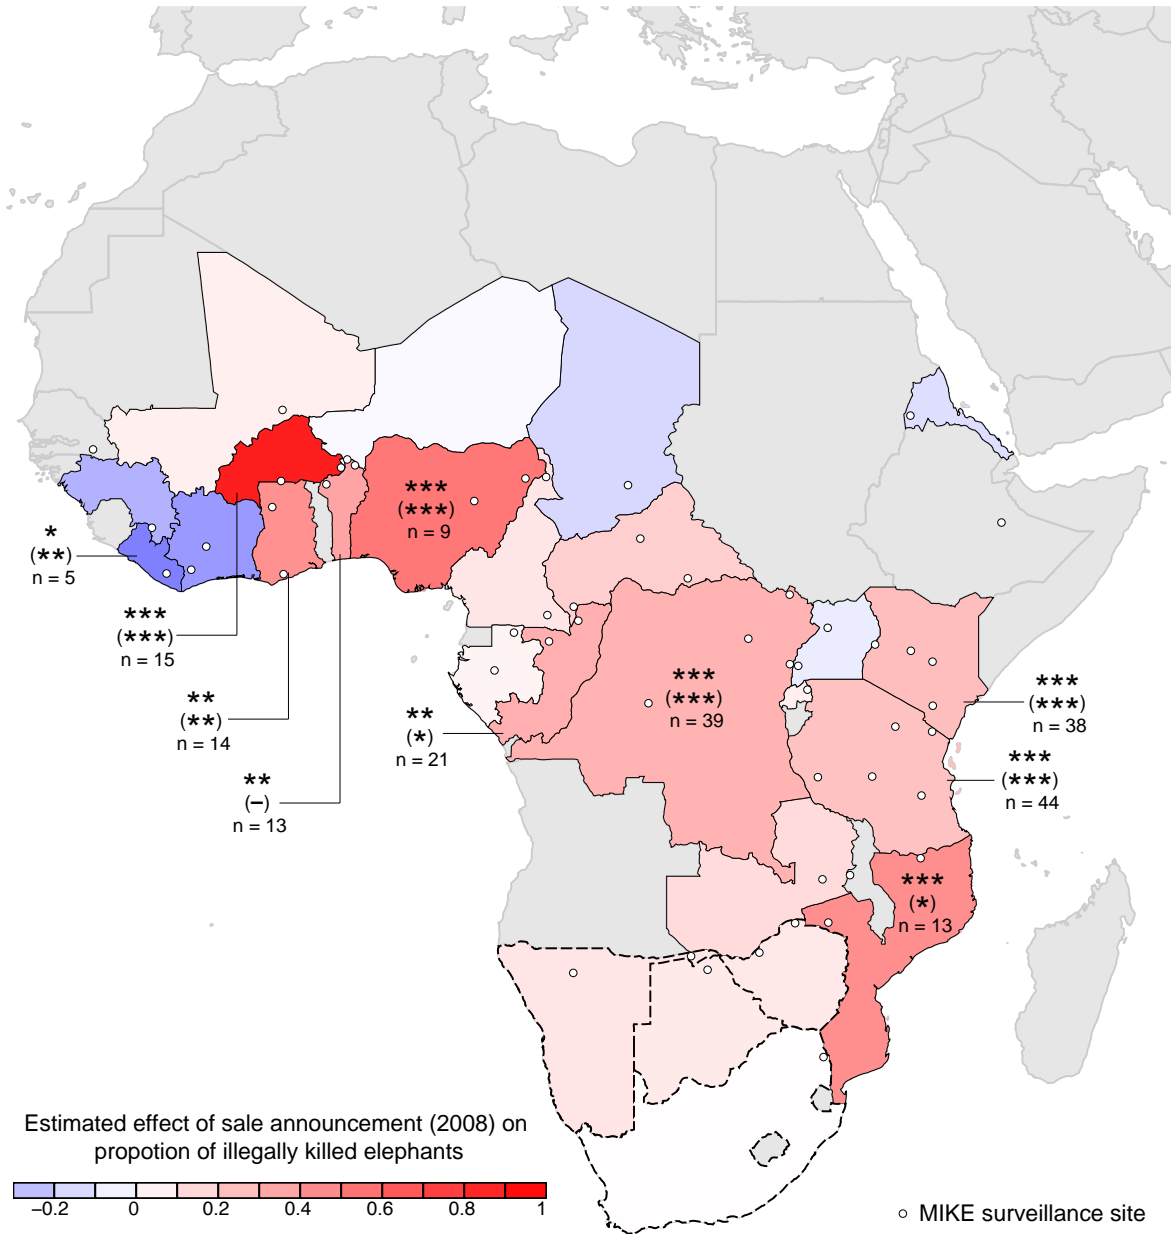 ***
(***)
n = 9
*
(**)
n = 5
***
(***)
n = 15
**
(**)
n = 14
**
(*)
n = 21
***
(***)
n = 39
***
(***)
n = 38
**
(–)
n = 13
***
(***)
n = 44
***
(*)
n = 13
Estimated effect of sale announcement (2008) on
propotion of illegally killed elephants
−0.2 0 0.2 0.4 0.6 0.8 1
MIKE surveillance site